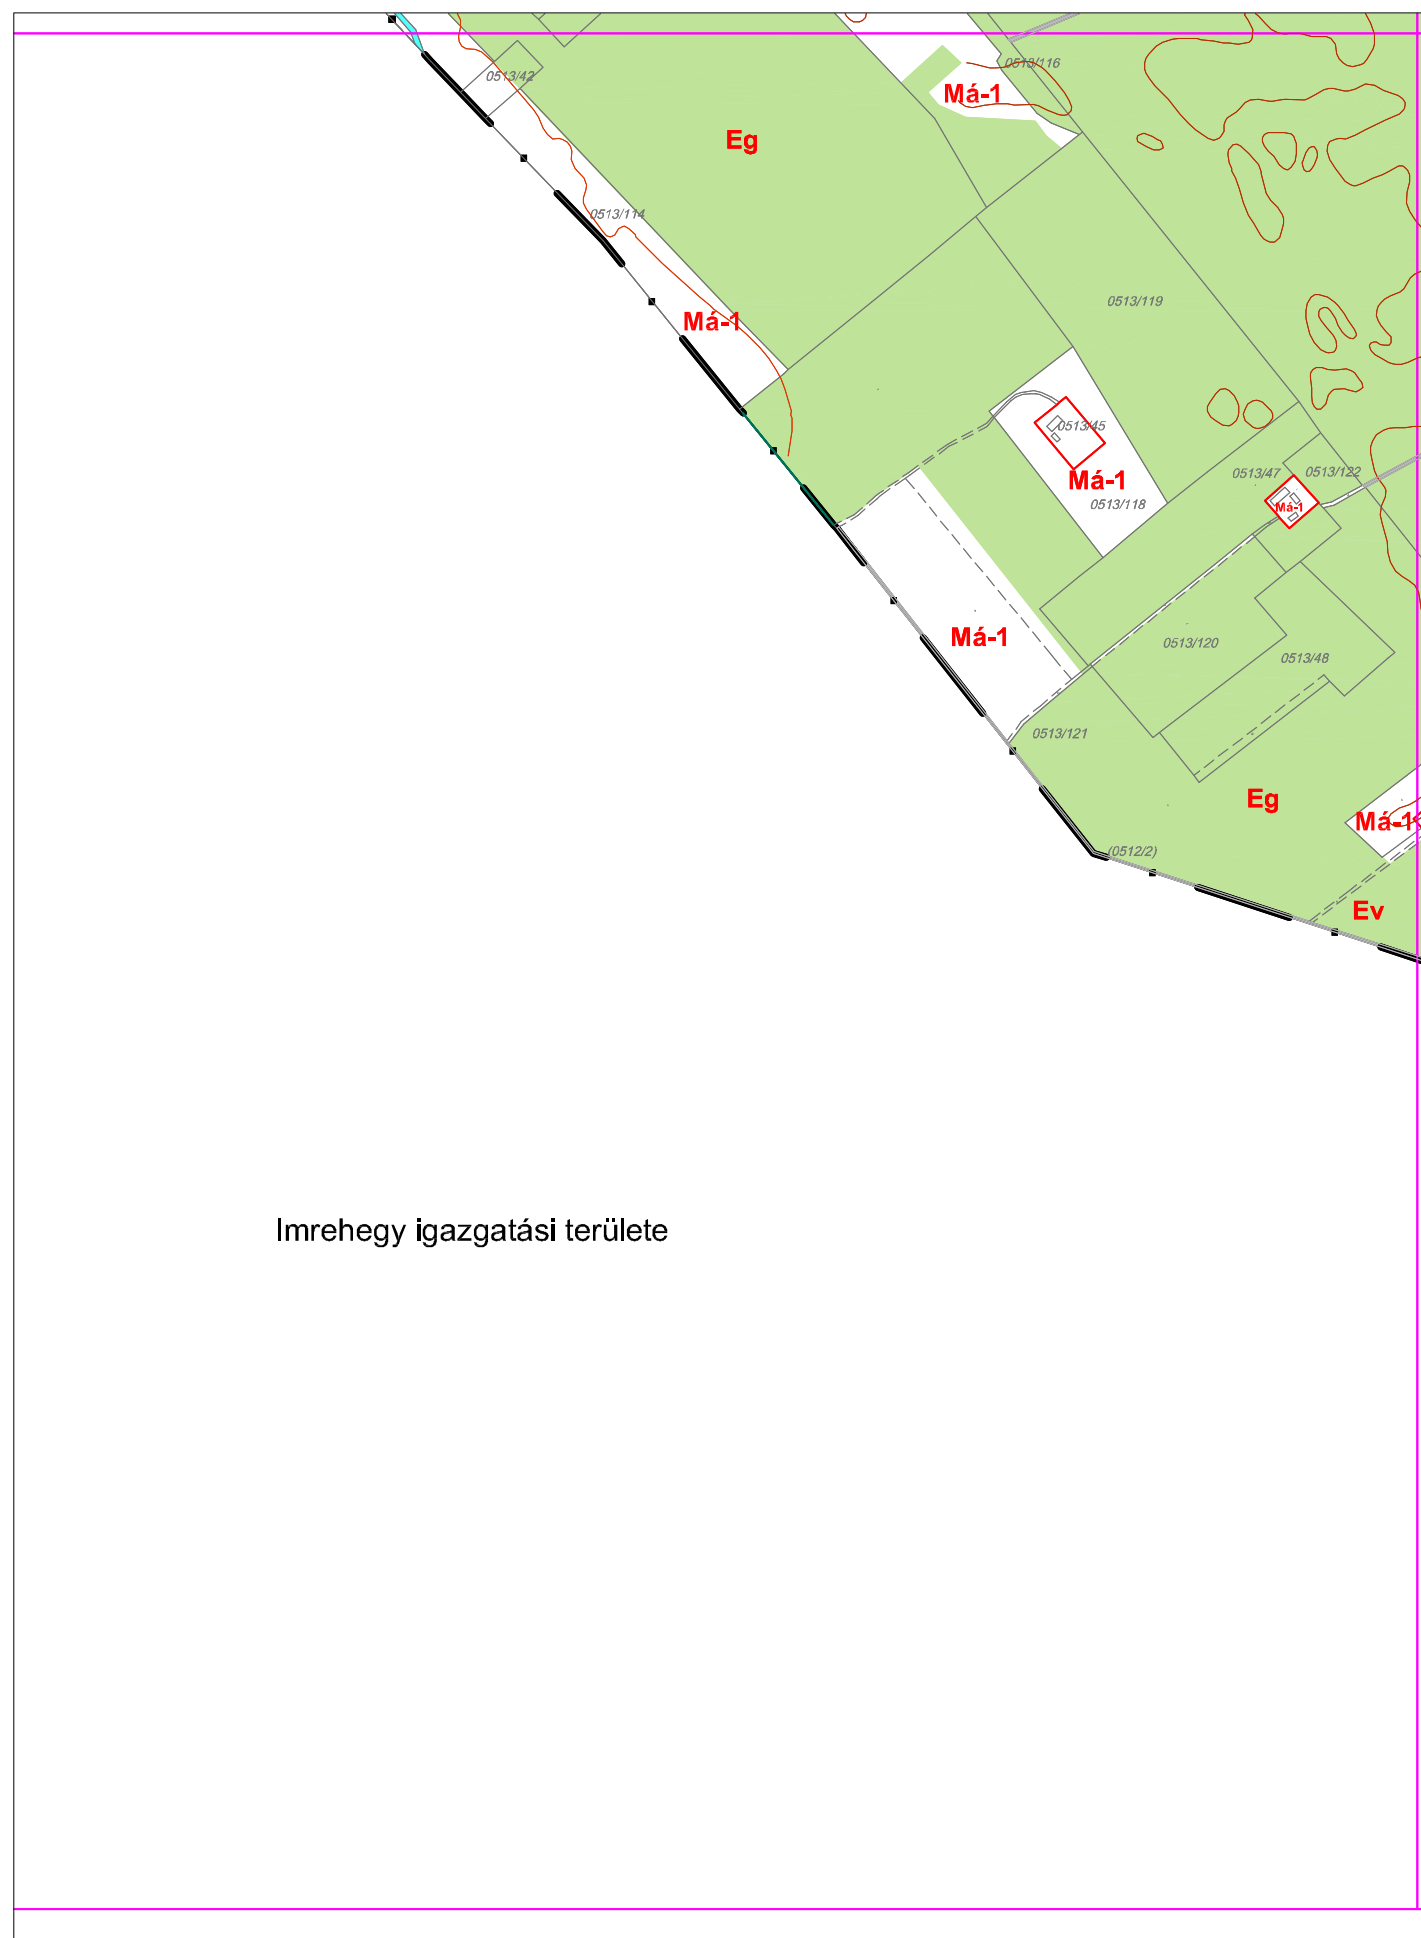 0513/42
0513/116
Má-1
Eg
0513/114
0513/119
Má-1
0513/45
0513/47
0513/122
Má-1
0513/118
Má-1
Má-1
0513/120
0513/48
0513/121
Eg
Má-1
(0512/2)
Ev
Imrehegy igazgatási területe